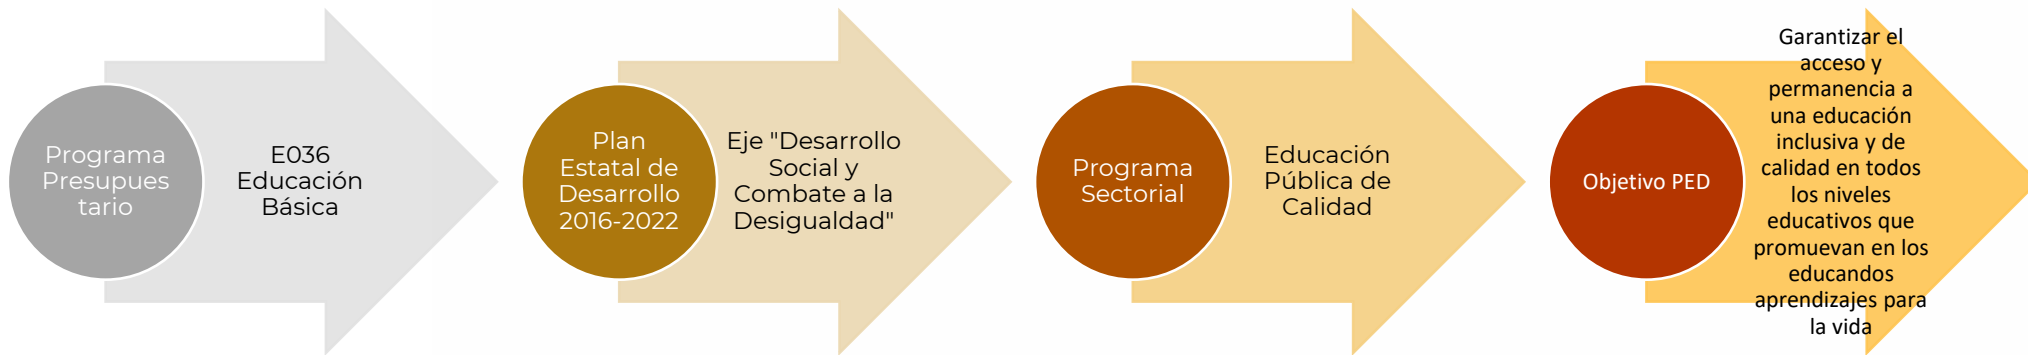 Programa
Presupues
tario
E036
Educación
Básica
Plan
Estatal de
Desarrollo
2016-2022
Eje "Desarrollo
Social y
Combate a la
Desigualdad"
Programa
Sectorial
Educación
Pública de
Calidad
Objetivo PED
Garantizar el
acceso y
permanencia a
una educación
inclusiva y de
calidad en todos
los niveles
educativos que
promuevan en los
educandos
aprendizajes para
la vida